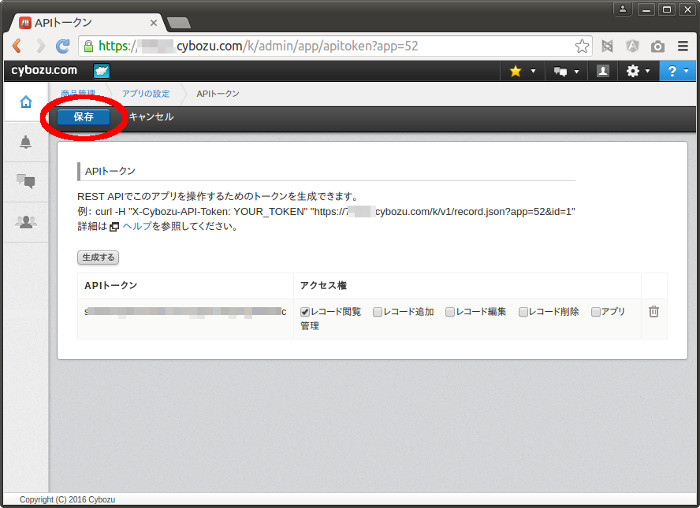 APIトークン
https:// .cybozu.com/k/admin/app/apitoken?app=52
cybozu.com
?
商品管理 アプリの設定 APIトークン
保存 キャンセル
APIトークン
REST APIでこのアプリを操作するためのトークンを生成できます。
例: curl -H "X-Cybozu-API-Token: YOUR_TOKEN" "https://7 cybozu.com/k/v1/record.json?app=52&id=1"
詳細は ヘルプを参照してください。
生成する
APIトークン アクセス権
s c レコード閲覧 レコード追加 レコード編集 レコード削除 アプリ
管理
Copyright (C) 2016 Cybozu